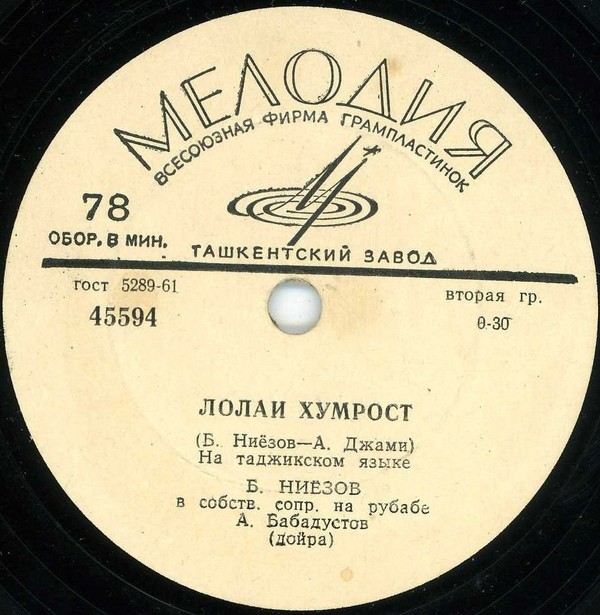 МЕЛОДИЯ
ВСЕСОЮЗНАЯ ФИРМА ГРАМПЛАСТИНОК
78
ОБОР. В МИН.
ТАШКЕНТСКИЙ ЗАВОД
гост 5289-61
45594
вторая гр.
0-30
ЛОЛАИ ХУМРОСТ
(Б. Ниёзов—А. Джами)
На таджикском языке
Б. НИЁЗОВ
в собств. сопр. на рубабе
А. Бабадустов
(дойра)